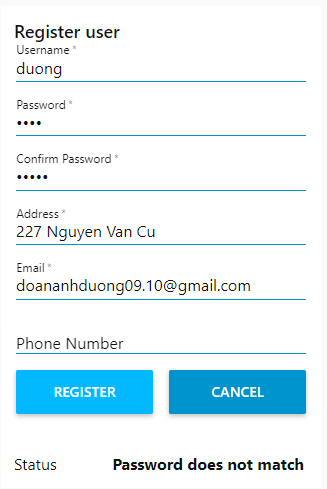 Register user
Username *
duong
Password *
••••
Confirm Password *
•••••
Address *
227 Nguyen Van Cu
Email *
doananhduong09.10@gmail.com
Phone Number
REGISTER CANCEL
Status Password does not match